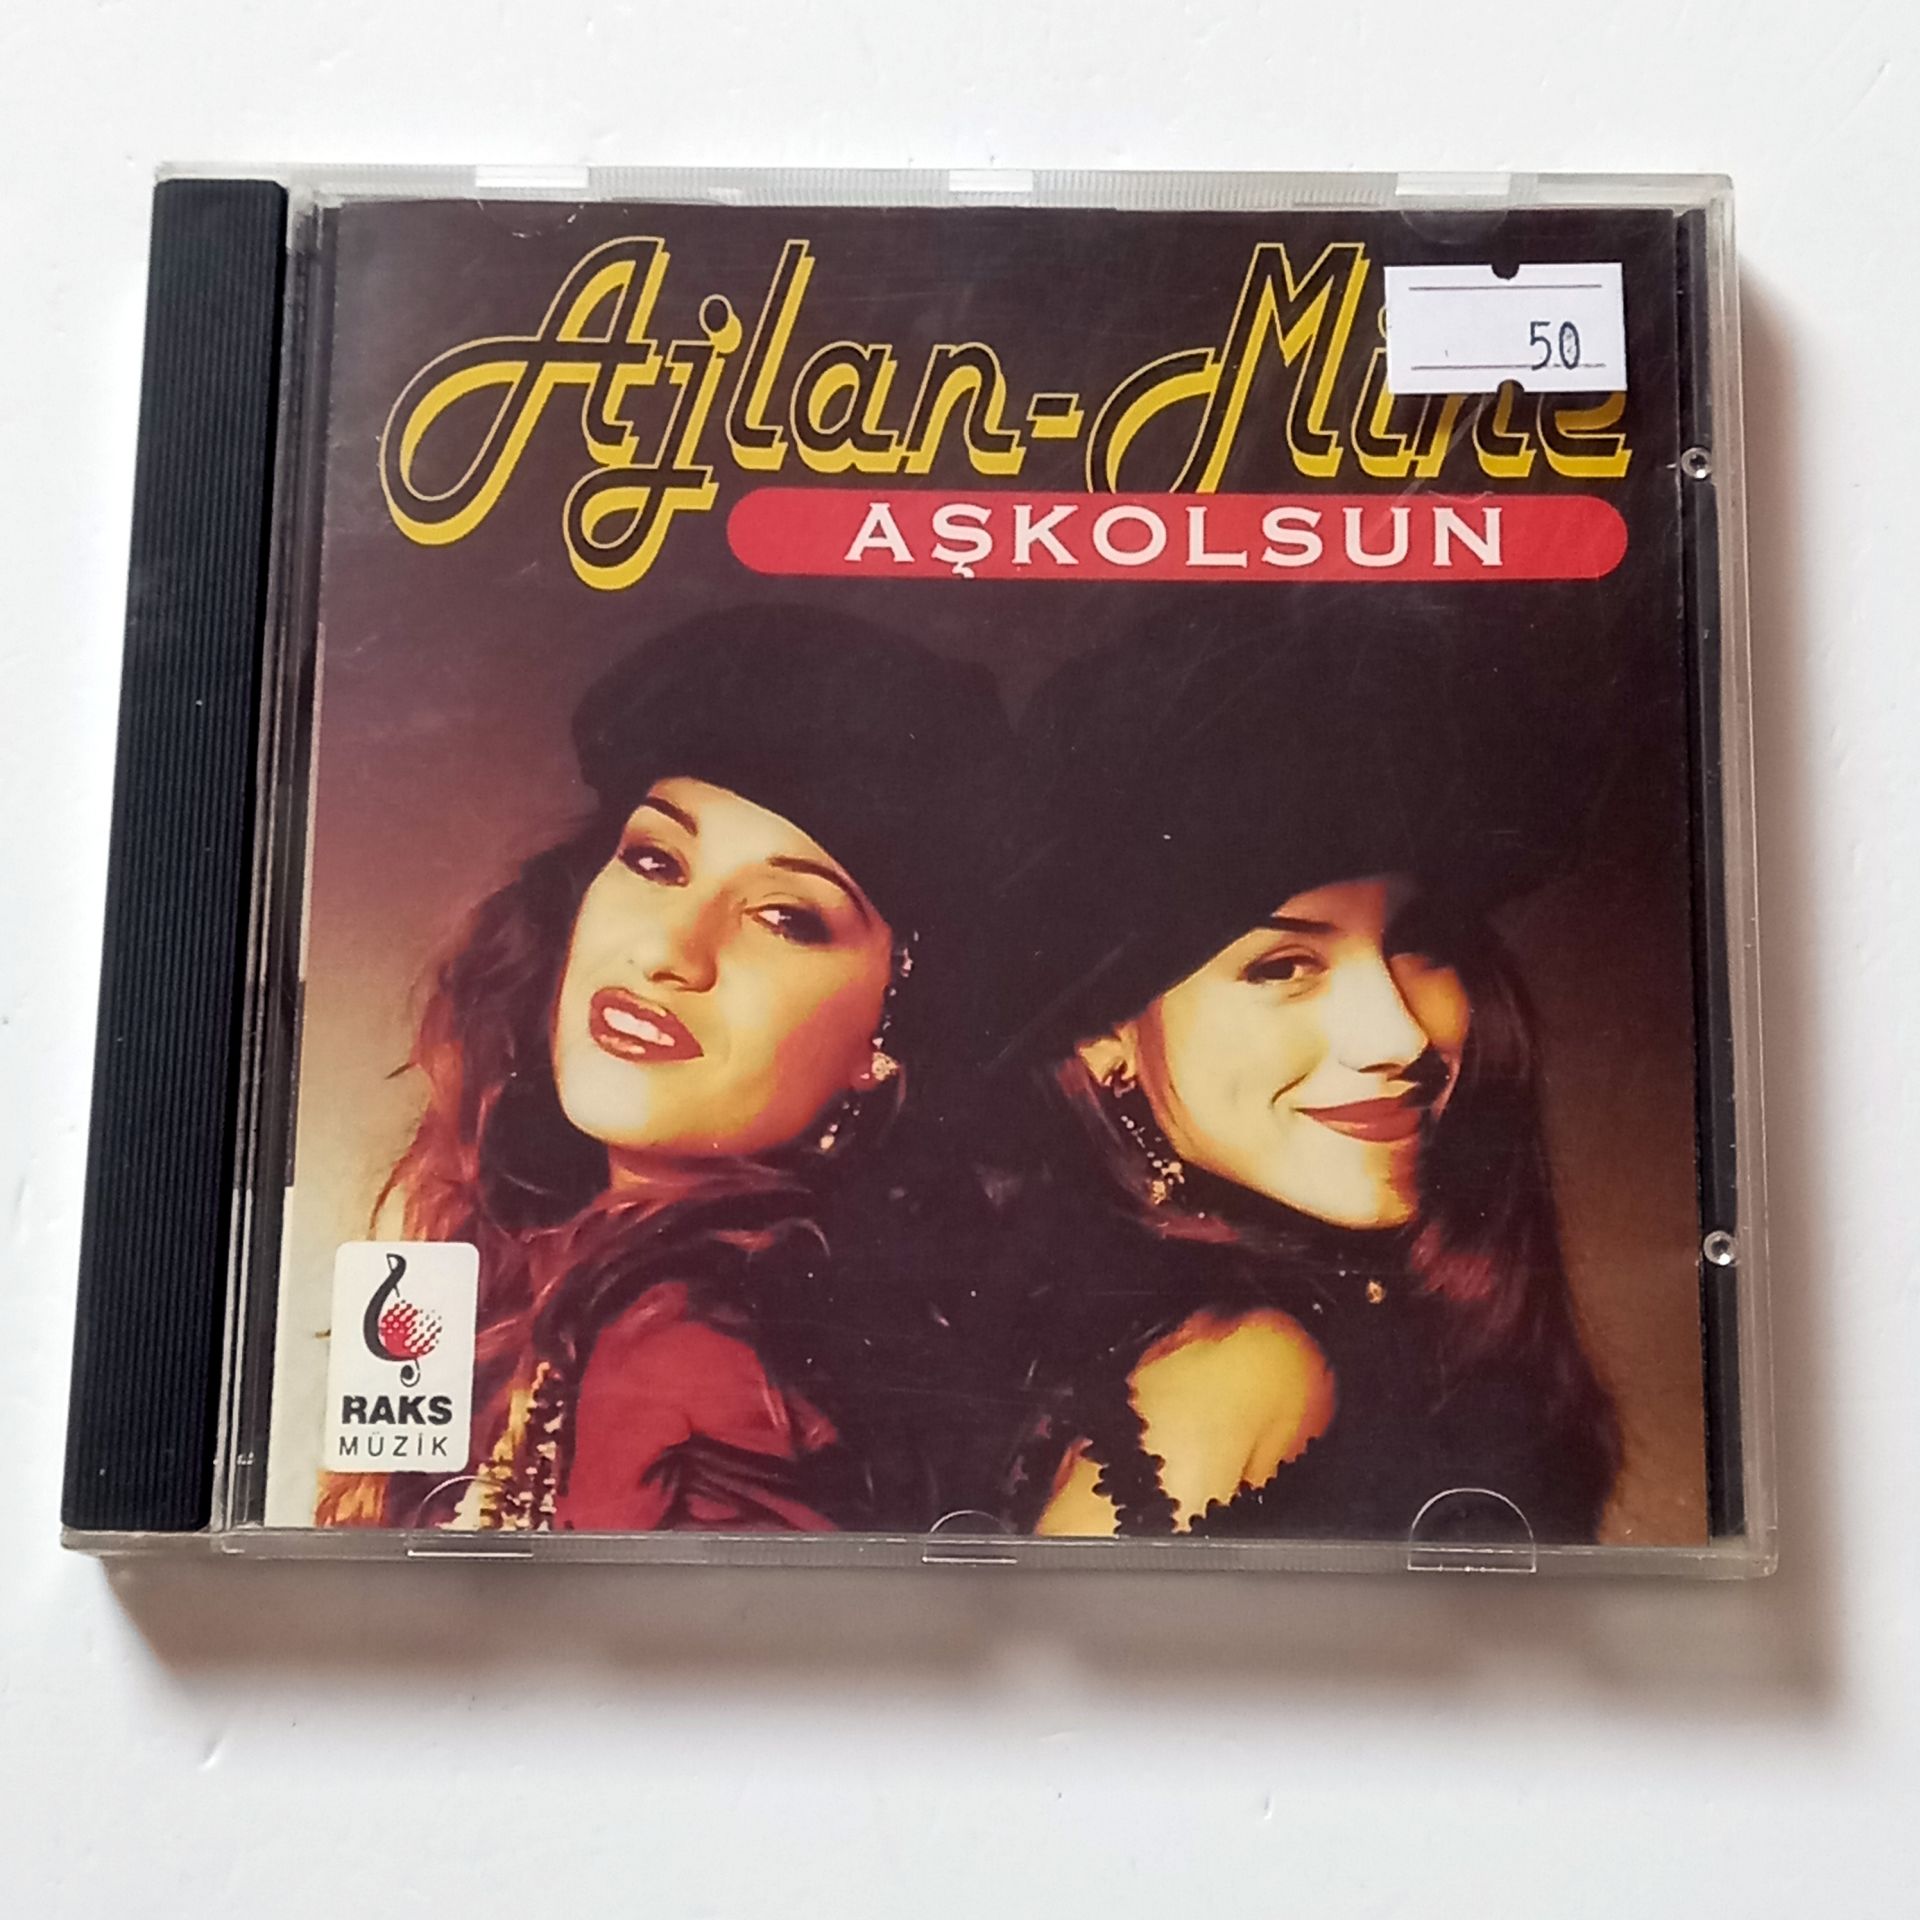 Ajlan-Mine
50
AŞKOLSUN
RAKS
MÜZİK